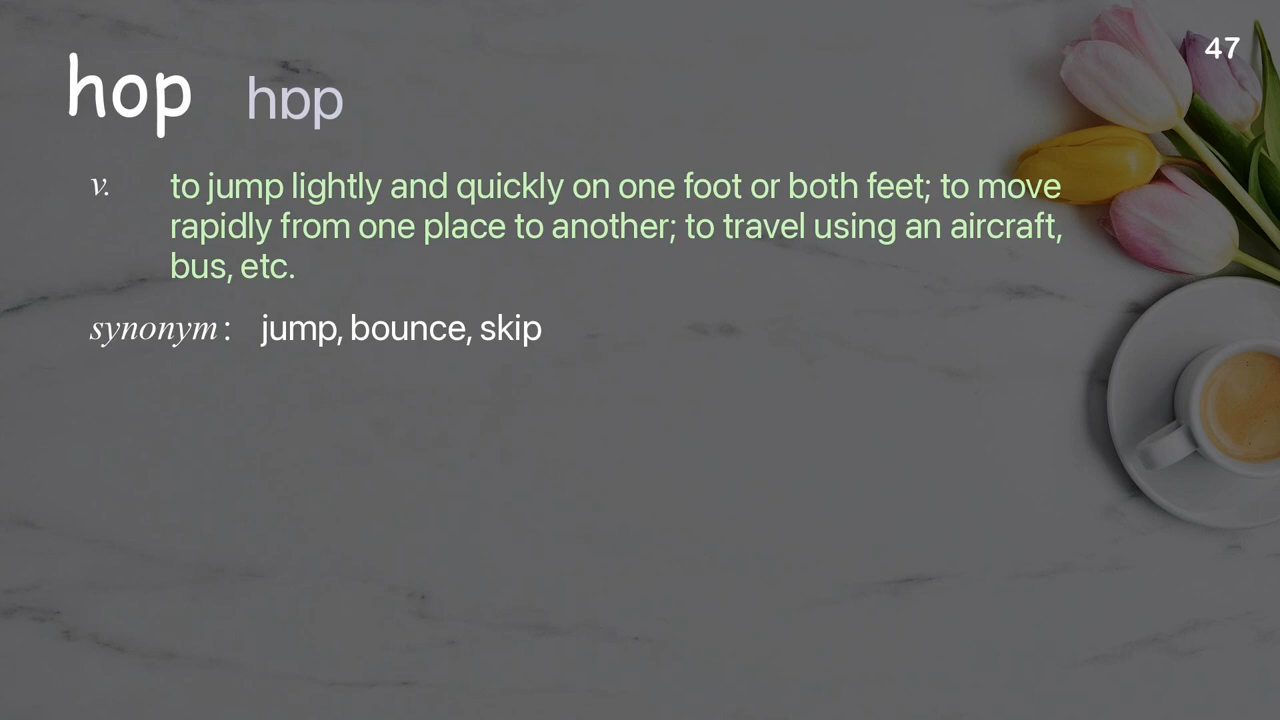 47
hop hɒp
v. to jump lightly and quickly on one foot or both feet; to move
rapidly from one place to another; to travel using an aircraft,
bus, etc.
synonym : jump, bounce, skip